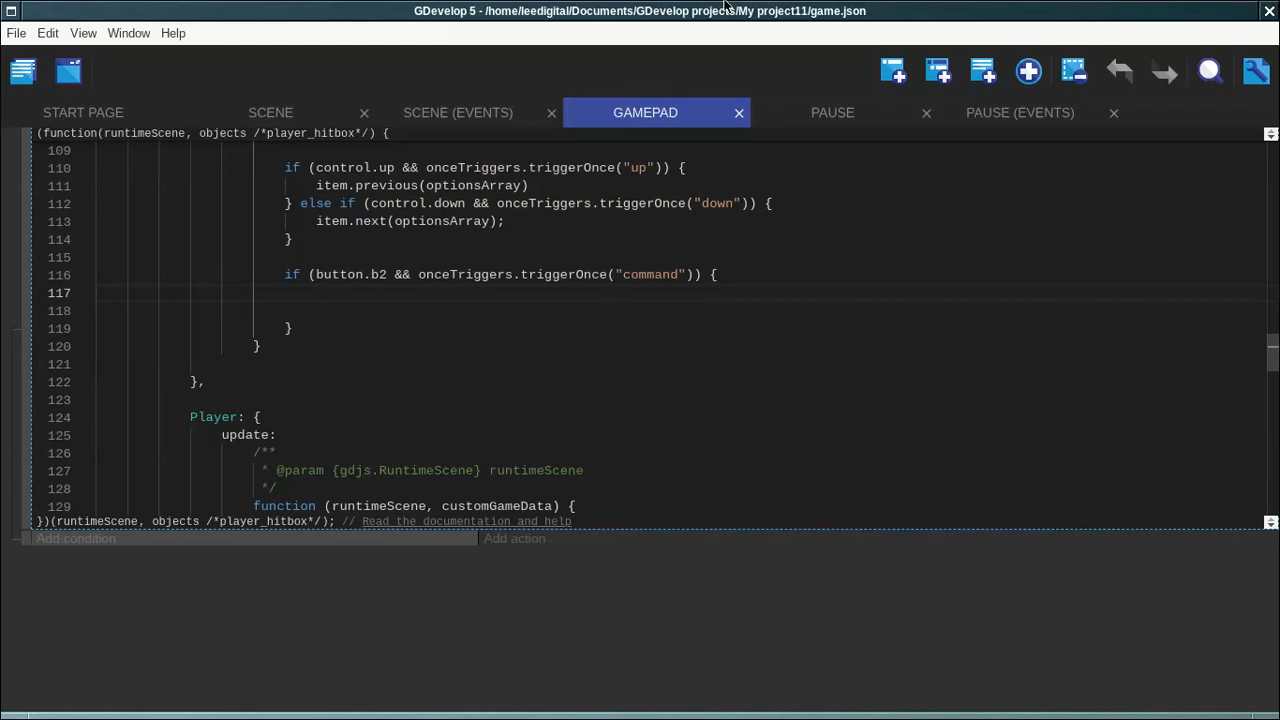 GDevelop 5 - /home/leedigital/Documents/GDevelop projects/My project11/game.json
File Edit View Window Help
START PAGE SCENE SCENE (EVENTS) GAMEPAD PAUSE PAUSE (EVENTS)
(function(runtimeScene, objects /*player_hitbox*/) {
109
110 if (control.up && onceTriggers.triggerOnce("up")) {
111 item.previous(optionsArray)
112 } else if (control.down && onceTriggers.triggerOnce("down")) {
113 item.next(optionsArray);
114 }
115
116 if (button.b2 && onceTriggers.triggerOnce("command")) {
117
118
119 }
120 }
121
122 },
123
124 Player: {
125 update:
126 /**
127 * @param {gdjs.RuntimeScene} runtimeScene
128 */
129 function (runtimeScene, customGameData) {
})(runtimeScene, objects /*player_hitbox*/); // Read the documentation and help
Add condition Add action